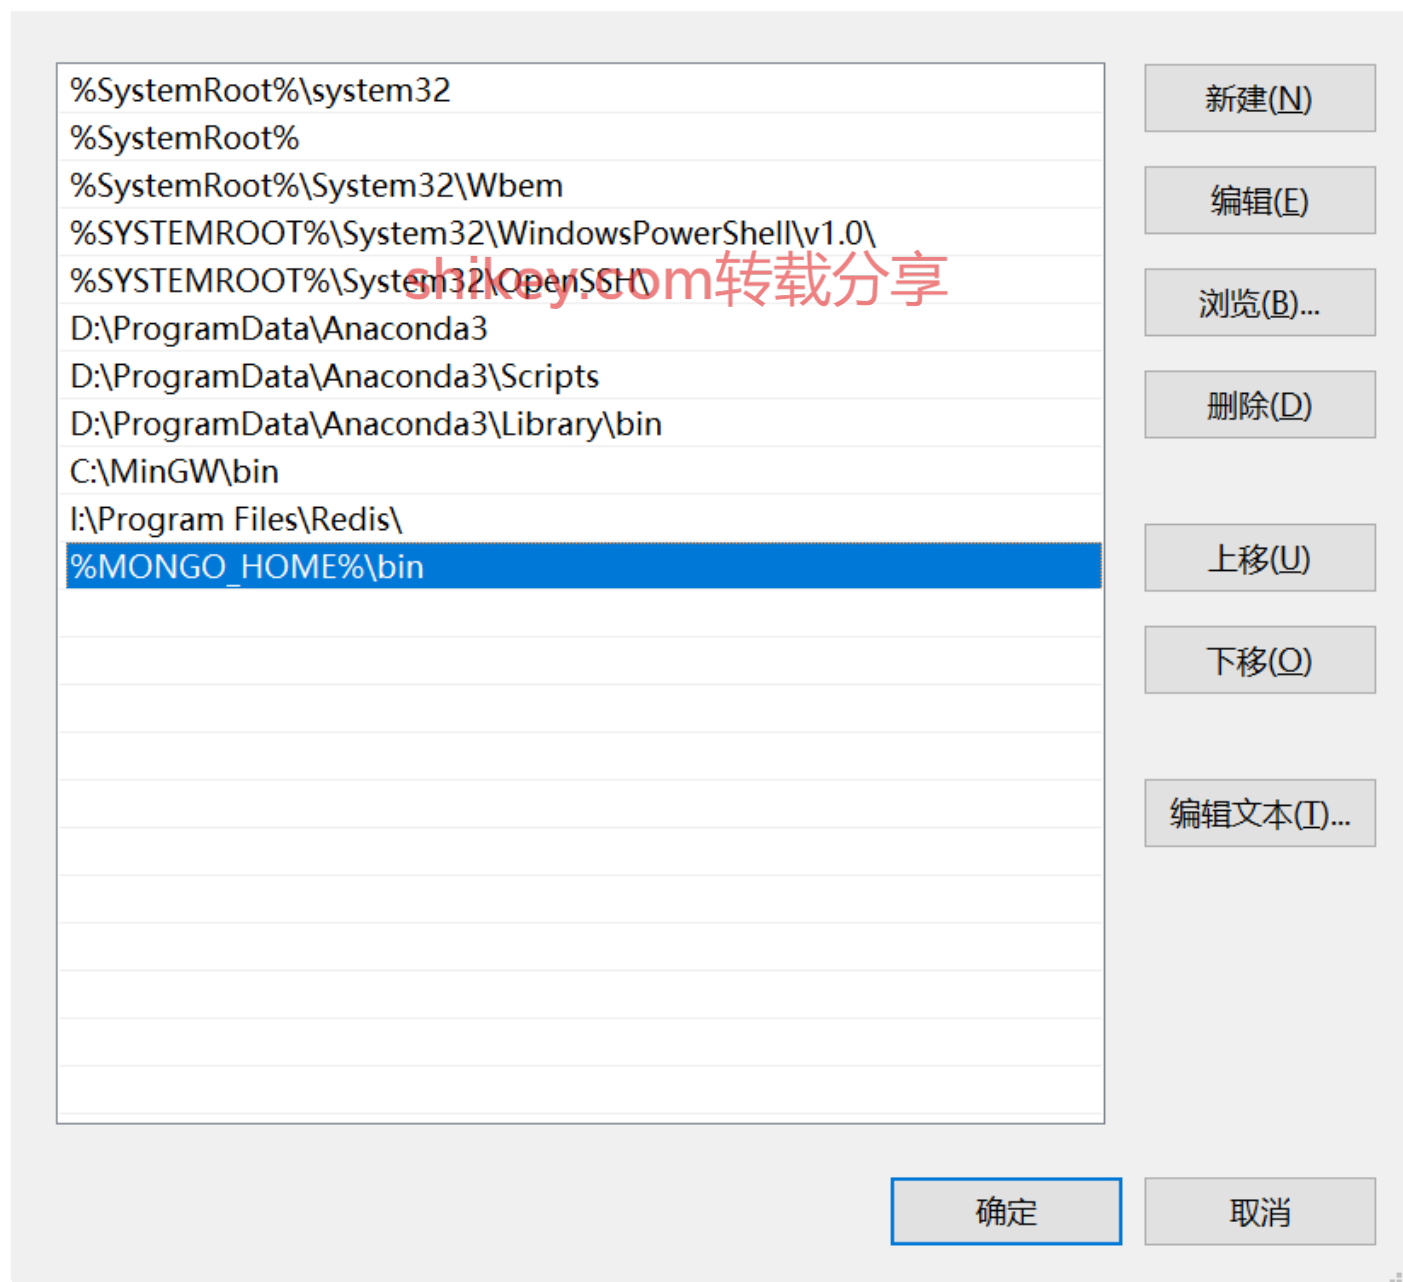 %SystemRoot%\system32
%SystemRoot%
%SystemRoot%\System32\Wbem
%SYSTEMROOT%\System32\WindowsPowerShell\v1.0\
%SYSTEMROOT%\System32\OpenSSH\
shikey.com转载分享
D:\ProgramData\Anaconda3
D:\ProgramData\Anaconda3\Scripts
D:\ProgramData\Anaconda3\Library\bin
C:\MinGW\bin
I:\Program Files\Redis\
%MONGO_HOME%\bin
新建(N)
编辑(E)
浏览(B)...
删除(D)
上移(U)
下移(O)
编辑文本(T)...
确定
取消